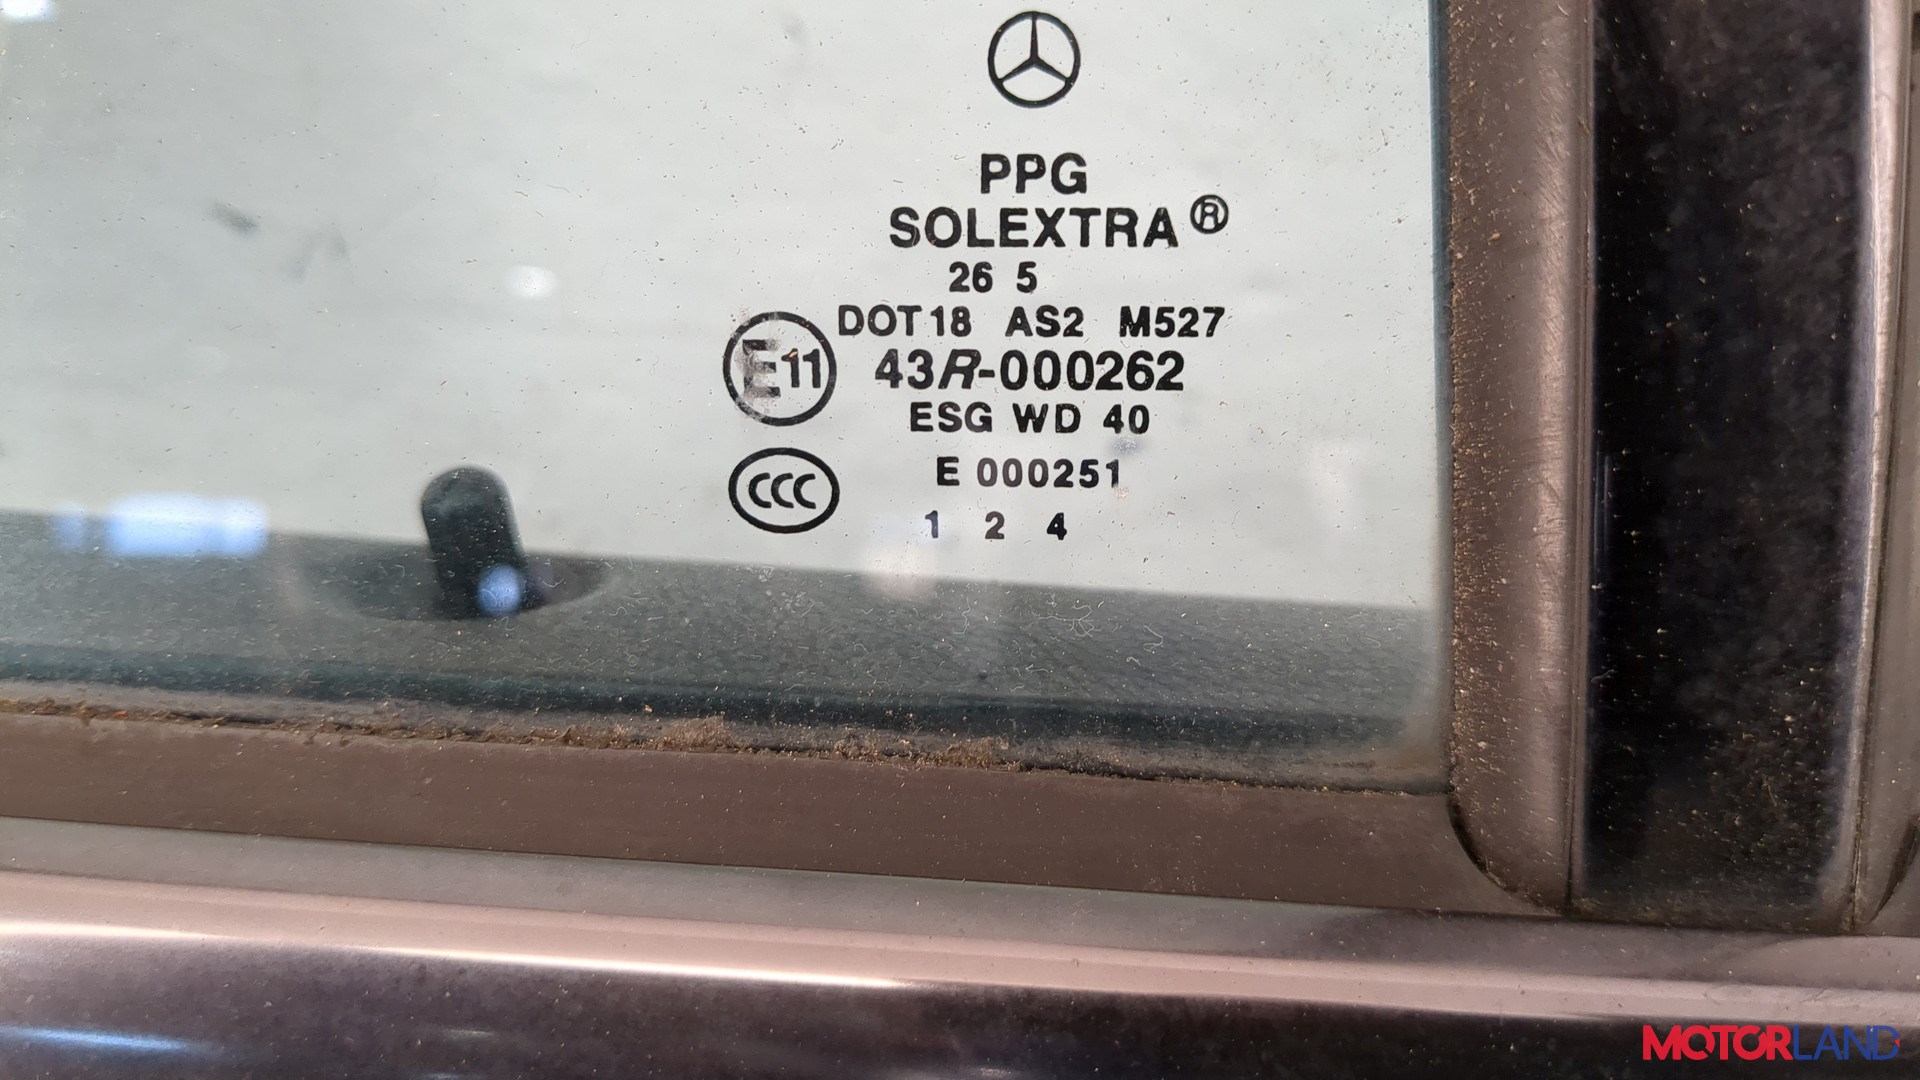 PPG
SOLEXTRA®
26 5
DOT 18 AS2 M527
E11 43R-000262
ESG WD 40
CCC E 000251
1 2 4
MOTORLAND